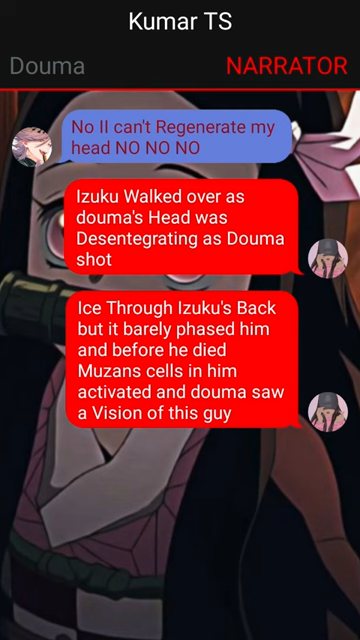 Kumar TS
Douma
NARRATOR
No II can't Regenerate my
head NO NO NO
Izuku Walked over as
douma's Head was
Desentegrating as Douma
shot
Ice Through Izuku's Back
but it barely phased him
and before he died
Muzans cells in him
activated and douma saw
a Vision of this guy